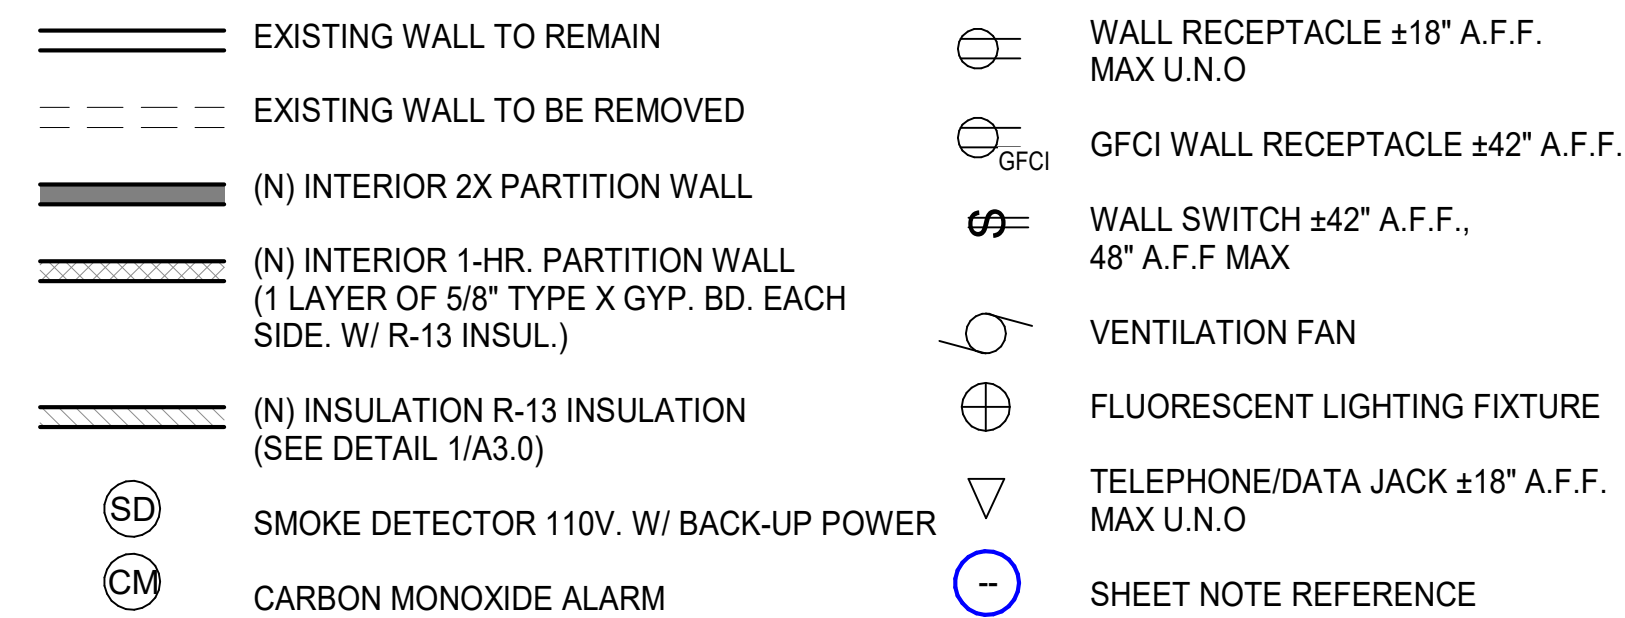 EXISTING WALL TO REMAIN
EXISTING WALL TO BE REMOVED
(N) INTERIOR 2X PARTITION WALL
(N) INTERIOR 1-HR. PARTITION WALL
(1 LAYER OF 5/8" TYPE X GYP. BD. EACH
SIDE. W/ R-13 INSUL.)
(N) INSULATION R-13 INSULATION
(SEE DETAIL 1/A3.0)
SD
SMOKE DETECTOR 110V. W/ BACK-UP POWER
CM
CARBON MONOXIDE ALARM
WALL RECEPTACLE ±18" A.F.F.
MAX U.N.O
GFCI
GFCI WALL RECEPTACLE ±42" A.F.F.
S
WALL SWITCH ±42" A.F.F.,
48" A.F.F MAX
VENTILATION FAN
FLUORESCENT LIGHTING FIXTURE
TELEPHONE/DATA JACK ±18" A.F.F.
MAX U.N.O
--
SHEET NOTE REFERENCE